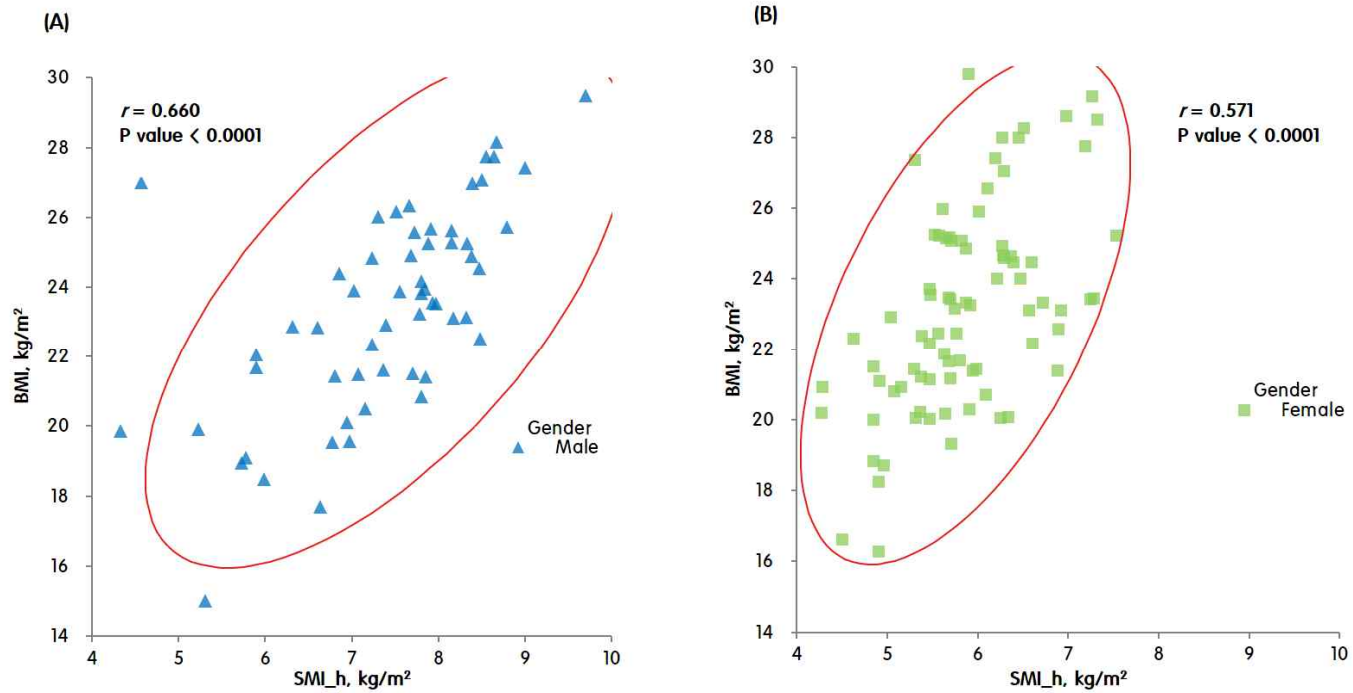 (A)
r = 0.660
P value < 0.0001
30
28
26
24
22
20
18
16
14
BMI, kg/m²
4 5 6 7 8 9 10
SMI_h, kg/m²
Gender
Male
(B)
r = 0.571
P value < 0.0001
30
28
26
24
22
20
18
16
14
BMI, kg/m²
4 5 6 7 8 9 10
SMI_h, kg/m²
Gender
Female